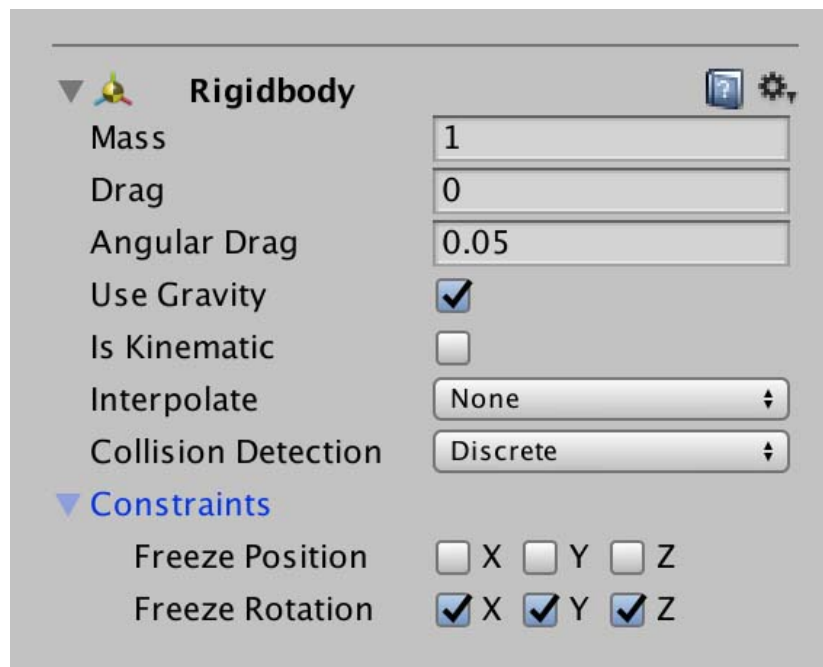 Rigidbody
Mass 1
Drag 0
Angular Drag 0.05
Use Gravity
Is Kinematic
Interpolate None
Collision Detection Discrete
Constraints
Freeze Position X Y Z
Freeze Rotation X Y Z